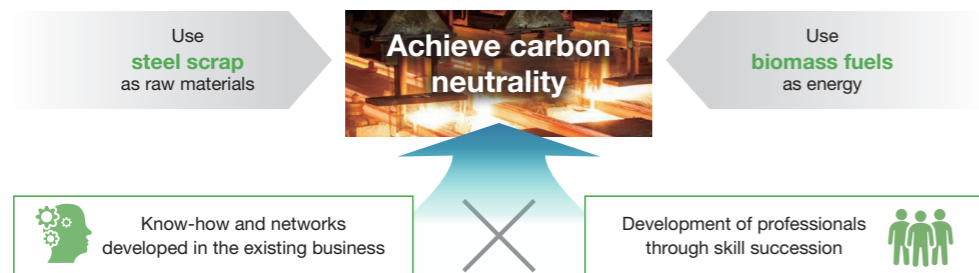 Use
steel scrap
as raw materials
Achieve carbon
neutrality
Use
biomass fuels
as energy
Know-how and networks
developed in the existing business
Development of professionals
through skill succession